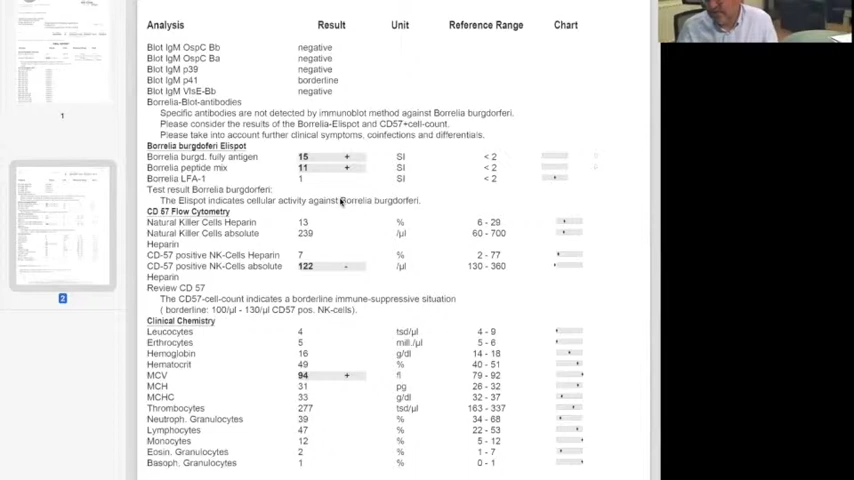 Analysis Result Unit Reference Range Chart
Blot IgM OspC Bb negative
Blot IgM OspC Ba negative
Blot IgM p39 negative
Blot IgM p41 borderline
Blot IgM VlsE-Bb negative
Borrelia-Blot-antibodies
Specific antibodies are not detected by immunoblot method against Borrelia burgdorferi.
Please consider the results of the Borrelia-Elispot and CD57+cell-count.
Please take into account further clinical symptoms, coinfections and differentials.
Borrelia burgdoferi Elispot
Borrelia burgd. fully antigen 15 + SI < 2
Borrelia peptide mix 11 + SI < 2
Borrelia LFA-1 1 SI < 2
Test result Borrelia burgdorferi:
The Elispot indicates cellular activity against Borrelia burgdorferi.
CD 57 Flow Cytometry
Natural Killer Cells Heparin 13 % 6 - 29
Natural Killer Cells absolute 239 /µl 60 - 700
Heparin
CD-57 positive NK-Cells Heparin 7 % 2 - 77
CD-57 positive NK-Cells absolute 122 - /µl 130 - 360
Heparin
Review CD 57
The CD57-cell-count indicates a borderline immune-suppressive situation
( borderline: 100/µl - 130/µl CD57 pos. NK-cells).
Clinical Chemistry
Leucocytes 4 tsd/µl 4 - 9
Erthrocytes 5 mill./µl 5 - 6
Hemoglobin 16 g/dl 14 - 18
Hematocrit 49 % 40 - 51
MCV 94 + fl 79 - 92
MCH 31 pg 26 - 32
MCHC 33 g/dl 32 - 37
Thrombocytes 277 tsd/µl 163 - 337
Neutroph. Granulocytes 39 % 34 - 68
Lymphocytes 47 % 22 - 53
Monocytes 12 % 5 - 12
Eosin. Granulocytes 2 % 1 - 7
Basoph. Granulocytes 1 % 0 - 1
1
2